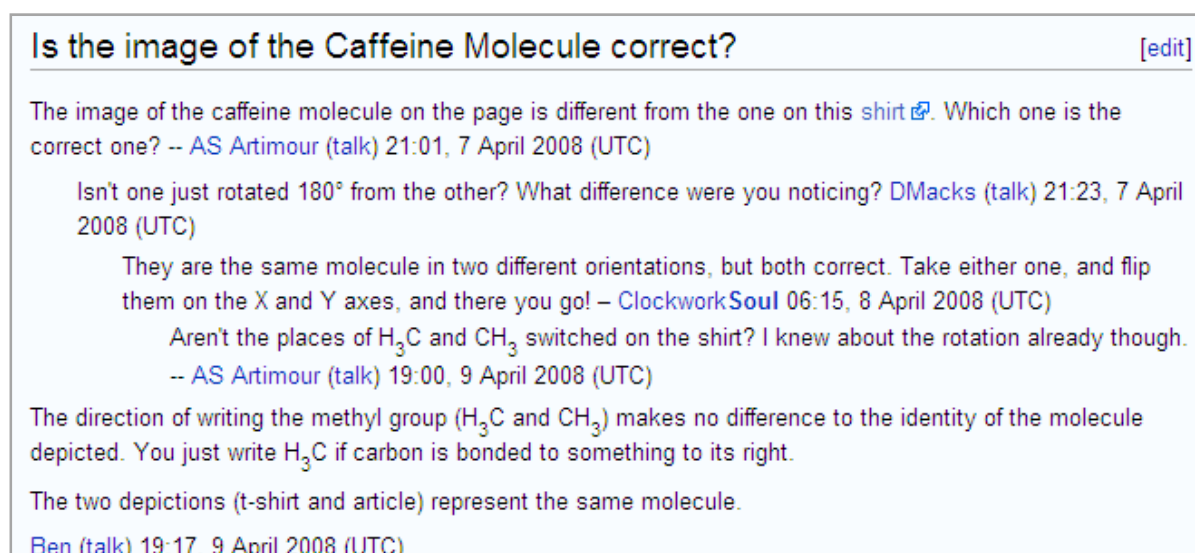 Is the image of the Caffeine Molecule correct? [edit]
The image of the caffeine molecule on the page is different from the one on this shirt. Which one is the
correct one? -- AS Artimour (talk) 21:01, 7 April 2008 (UTC)
Isn't one just rotated 180° from the other? What difference were you noticing? DMacks (talk) 21:23, 7 April
2008 (UTC)
They are the same molecule in two different orientations, but both correct. Take either one, and flip
them on the X and Y axes, and there you go! – ClockworkSoul 06:15, 8 April 2008 (UTC)
Aren't the places of H₃C and CH₃ switched on the shirt? I knew about the rotation already though.
-- AS Artimour (talk) 19:00, 9 April 2008 (UTC)
The direction of writing the methyl group (H₃C and CH₃) makes no difference to the identity of the molecule
depicted. You just write H₃C if carbon is bonded to something to its right.
The two depictions (t-shirt and article) represent the same molecule.
Ben (talk) 19:17, 9 April 2008 (UTC)